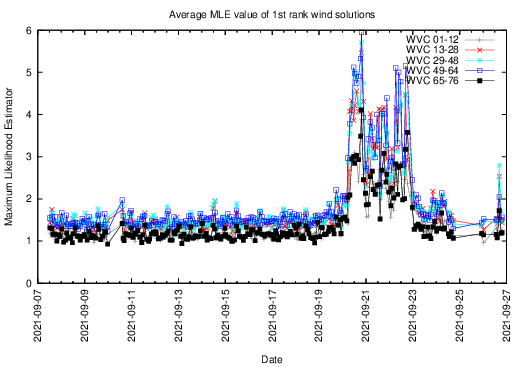 Average MLE value of 1st rank wind solutions
Maximum Likelihood Estimator
6
5
4
3
2
1
0
WVC 01-12
WVC 13-28
WVC 29-48
WVC 49-64
WVC 65-76
2021-09-07
2021-09-09
2021-09-11
2021-09-13
2021-09-15
2021-09-17
2021-09-19
2021-09-21
2021-09-23
2021-09-25
2021-09-27
Date